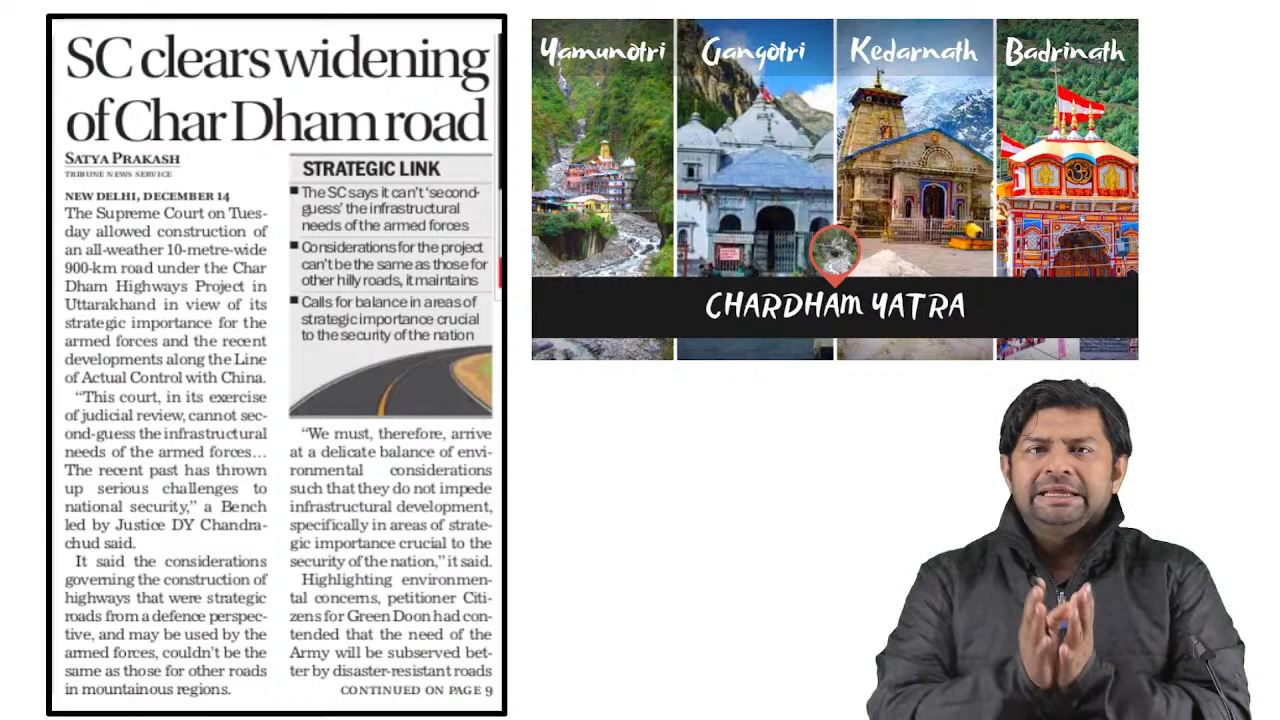 SC clears widening
of Char Dham road
SATYA PRAKASH
TRIBUNE NEWS SERVICE
NEW DELHI, DECEMBER 14
The Supreme Court on Tues-
day allowed construction of
an all-weather 10-metre-wide
900-km road under the Char
Dham Highways Project in
Uttarakhand in view of its
strategic importance for the
armed forces and the recent
developments along the Line
of Actual Control with China.
“This court, in its exercise
of judicial review, cannot sec-
ond-guess the infrastructural
needs of the armed forces…
The recent past has thrown
up serious challenges to
national security,” a Bench
led by Justice DY Chandra-
chud said.
It said the considerations
governing the construction of
highways that were strategic
roads from a defence perspec-
tive, and may be used by the
armed forces, couldn’t be the
same as those for other roads
in mountainous regions.
STRATEGIC LINK
■ The SC says it can’t ‘second-
guess’ the infrastructural
needs of the armed forces
■ Considerations for the project
can’t be the same as those for
other hilly roads, it maintains
■ Calls for balance in areas of
strategic importance crucial
to the security of the nation
“We must, therefore, arrive
at a delicate balance of envi-
ronmental considerations
such that they do not impede
infrastructural development,
specifically in areas of strate-
gic importance crucial to the
security of the nation,” it said.
Highlighting environmen-
tal concerns, petitioner Citi-
zens for Green Doon had con-
tended that the need of the
Army will be subserved bet-
ter by disaster-resistant roads
CONTINUED ON PAGE 9
Yamunotri
Gangotri
Kedarnath
Badrinath
CHARDHAM YATRA